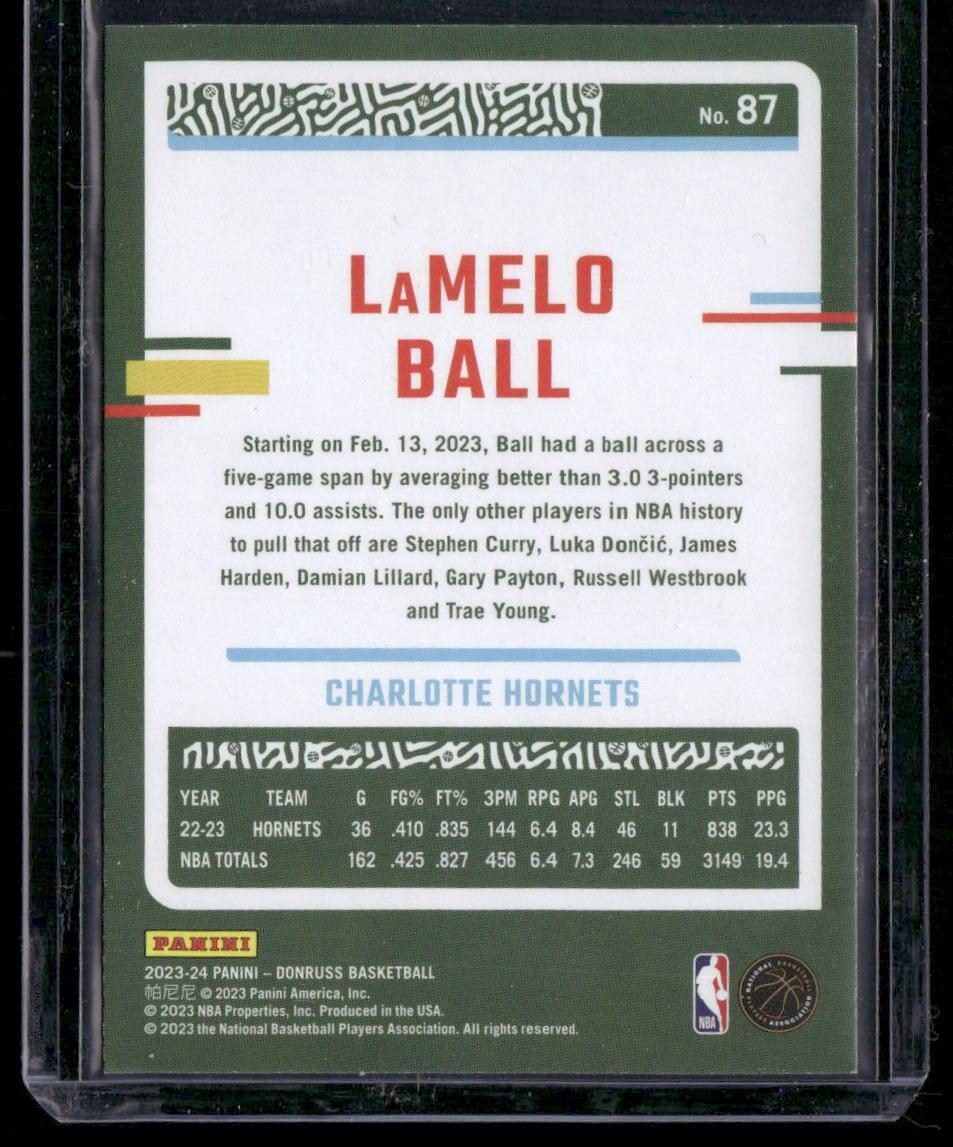 No. 87
LaMELO
BALL
Starting on Feb. 13, 2023, Ball had a ball across a
five-game span by averaging better than 3.0 3-pointers
and 10.0 assists. The only other players in NBA history
to pull that off are Stephen Curry, Luka Dončić, James
Harden, Damian Lillard, Gary Payton, Russell Westbrook
and Trae Young.
CHARLOTTE HORNETS
YEAR TEAM G FG% FT% 3PM RPG APG STL BLK PTS PPG
22-23 HORNETS 36 .410 .835 144 6.4 8.4 46 11 838 23.3
NBA TOTALS 162 .425 .827 456 6.4 7.3 246 59 3149 19.4
PANINI
2023-24 PANINI – DONRUSS BASKETBALL
帕尼尼 © 2023 Panini America, Inc.
© 2023 NBA Properties, Inc. Produced in the USA.
© 2023 the National Basketball Players Association. All rights reserved.
NBA
NATIONAL BASKETBALL PLAYERS ASSOCIATION